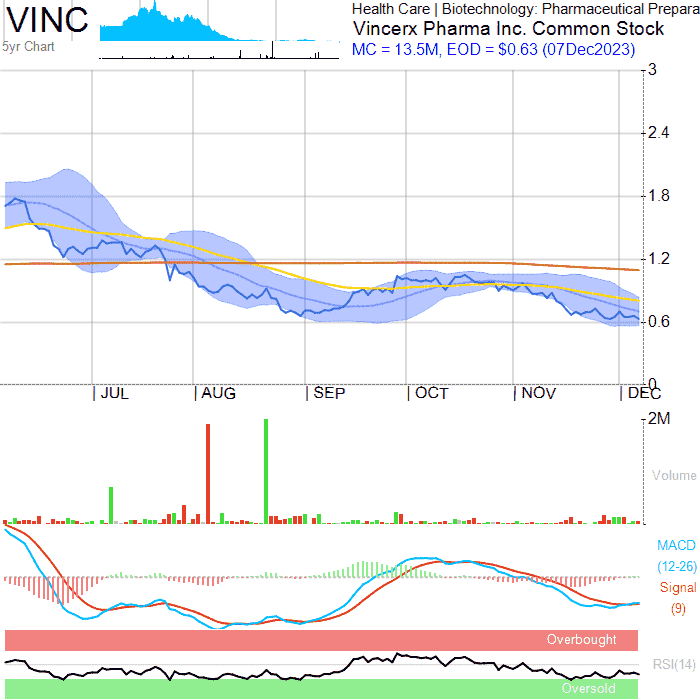 VINC
5yr Chart
Health Care | Biotechnology: Pharmaceutical Prepara
Vincerx Pharma Inc. Common Stock
MC = 13.5M, EOD = $0.63 (07Dec2023)
3
2.4
1.8
1.2
0.6
0
JUL AUG SEP OCT NOV DEC
2M
Volume
MACD
(12-26)
Signal
(9)
Overbought
RSI(14)
Oversold